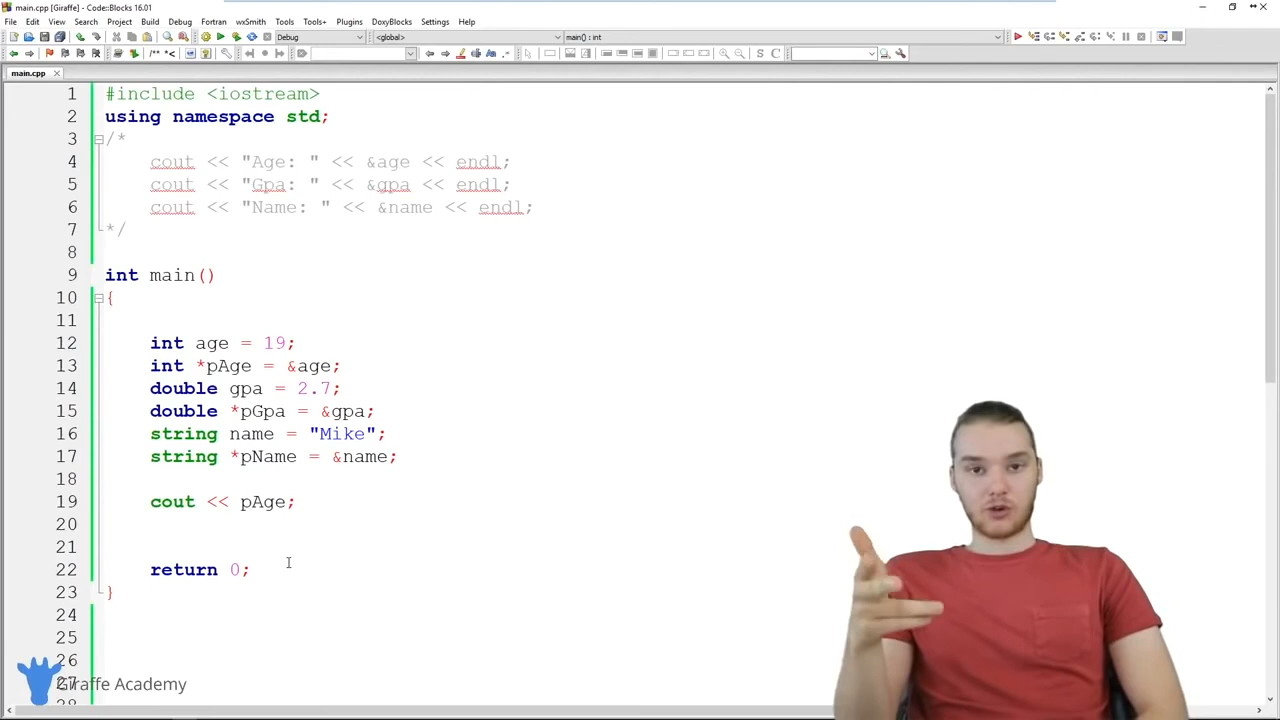 main.cpp [Giraffe] - Code::Blocks 16.01
File Edit View Search Project Build Debug Fortran wxSmith Tools Tools+ Plugins DoxyBlocks Settings Help
Debug <global> main() : int
/** *<
S C
main.cpp
1 #include <iostream>
2 using namespace std;
3 /*
4 cout << "Age: " << &age << endl;
5 cout << "Gpa: " << &gpa << endl;
6 cout << "Name: " << &name << endl;
7 */
8
9 int main()
10 {
11
12 int age = 19;
13 int *pAge = &age;
14 double gpa = 2.7;
15 double *pGpa = &gpa;
16 string name = "Mike";
17 string *pName = &name;
18
19 cout << pAge;
20
21
22 return 0;
23 }
24
25
26
27
Giraffe Academy